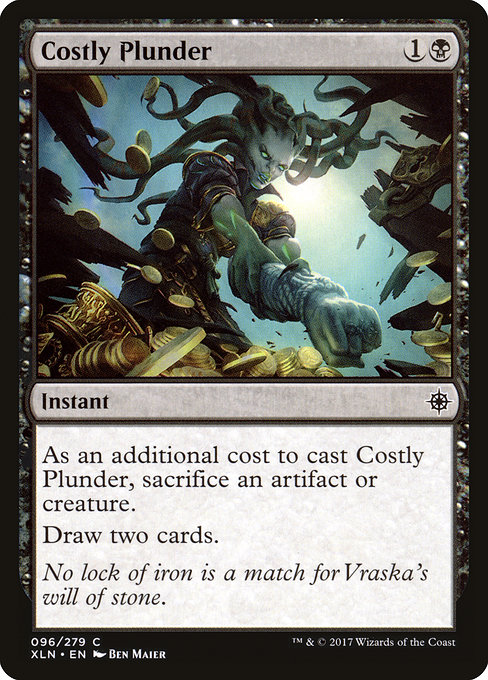 Costly Plunder 1
Instant
As an additional cost to cast Costly
Plunder, sacrifice an artifact or
creature.
Draw two cards.
No lock of iron is a match for Vraska's
will of stone.
096/279 C
XLN • EN Ben Maier
™ & © 2017 Wizards of the Coast